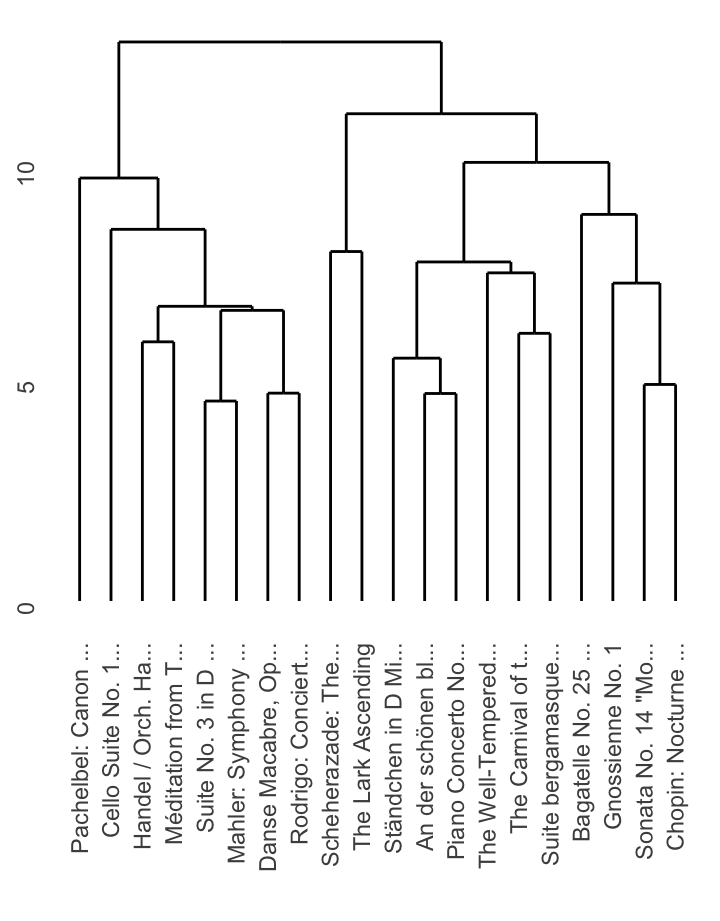 10
5
0
Pachelbel: Canon ...
Cello Suite No. 1...
Handel / Orch. Ha...
Méditation from T...
Suite No. 3 in D ...
Mahler: Symphony ...
Danse Macabre, Op...
Rodrigo: Conciert...
Scheherazade: The...
The Lark Ascending
Ständchen in D Mi...
An der schönen bl...
Piano Concerto No...
The Well-Tempered...
The Carnival of t...
Suite bergamasque...
Bagatelle No. 25 ...
Gnossienne No. 1
Sonata No. 14 "Mo...
Chopin: Nocturne ...